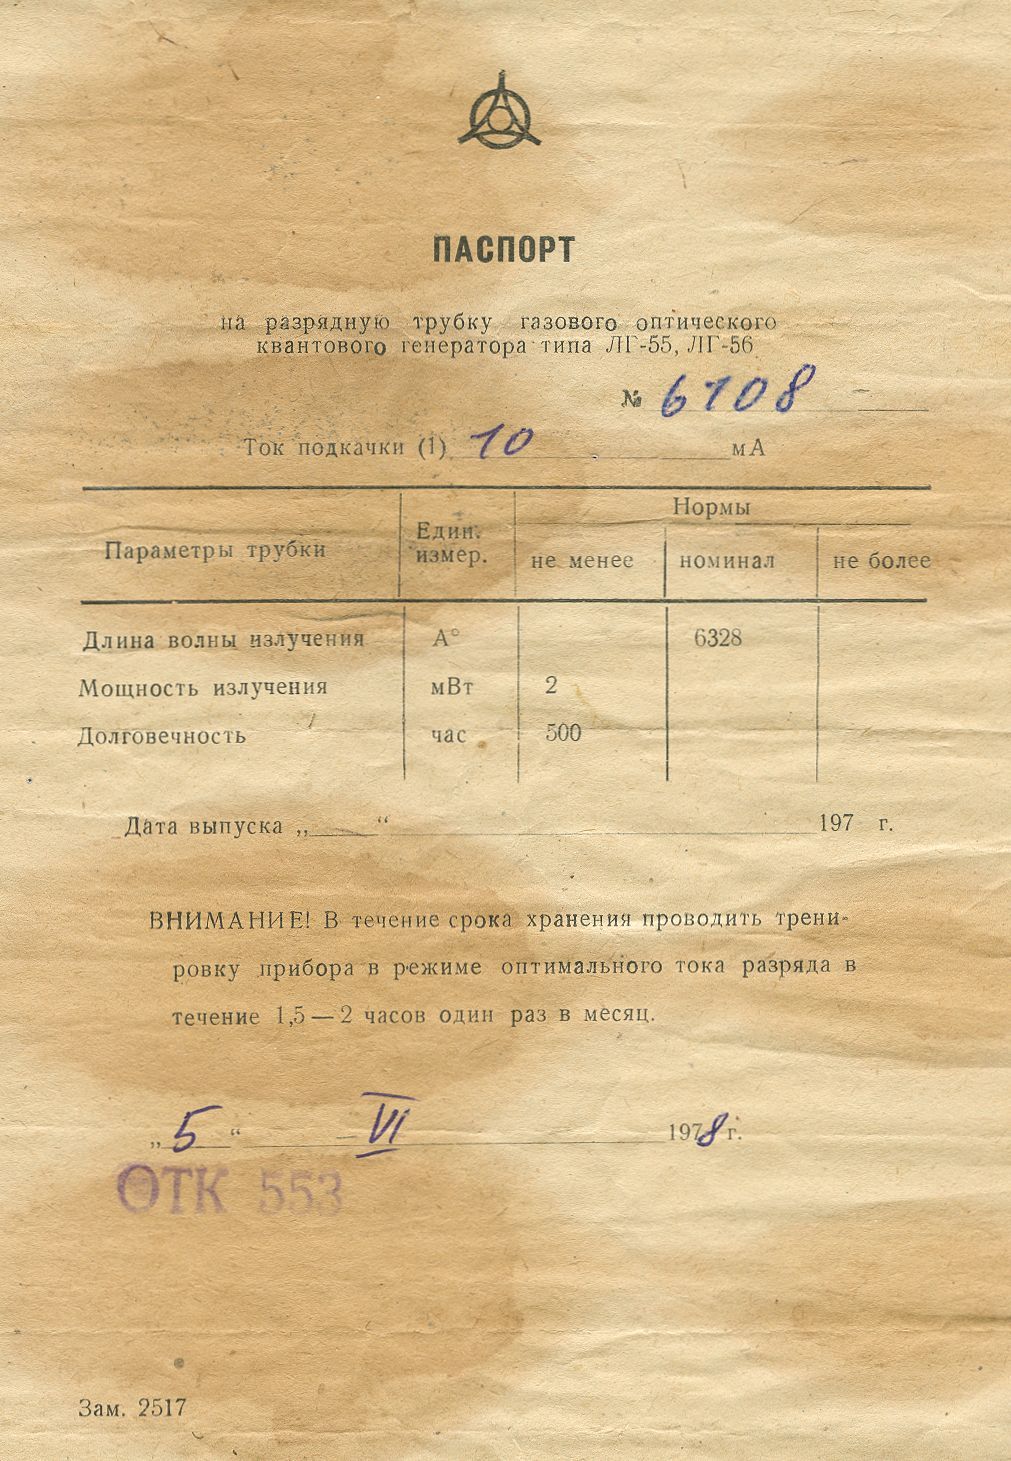 ПАСПОРТ
на разрядную трубку газового оптического
квантового генератора типа ЛГ-55, ЛГ-56
№ 6108
Ток подкачки (1) 10 мА
Параметры трубки
Един.
измер.
Нормы
не менее номинал не более
Длина волны излучения А° 6328
Мощность излучения мВт 2
Долговечность час 500
Дата выпуска „ “ 197 г.
ВНИМАНИЕ! В течение срока хранения проводить трени-
ровку прибора в режиме оптимального тока разряда в
течение 1,5—2 часов один раз в месяц.
„ 5 “ VI 1978 г.
ОТК 553
Зам. 2517